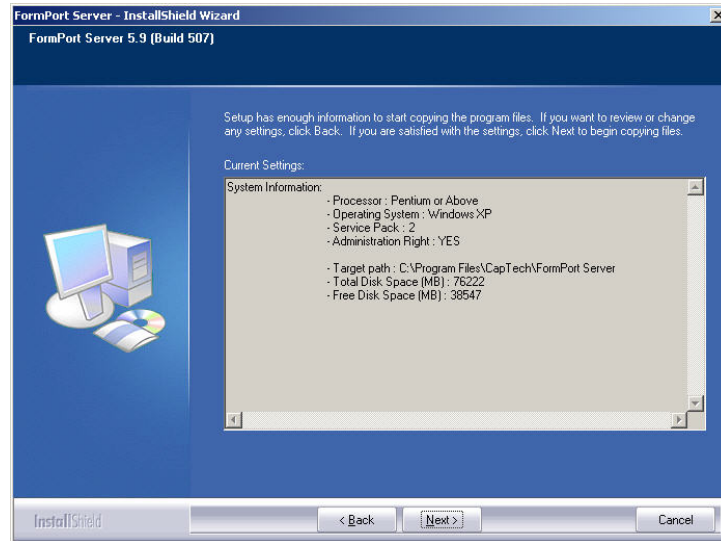 FormPort Server - InstallShield Wizard
FormPort Server 5.9 (Build 507)
Setup has enough information to start copying the program files. If you want to review or change
any settings, click Back. If you are satisfied with the settings, click Next to begin copying files.
Current Settings:
System Information:
- Processor : Pentium or Above
- Operating System : Windows XP
- Service Pack : 2
- Administration Right : YES
- Target path : C:\Program Files\CapTech\FormPort Server
- Total Disk Space (MB) : 76222
- Free Disk Space (MB) : 38547
InstallShield
< Back
Next >
Cancel